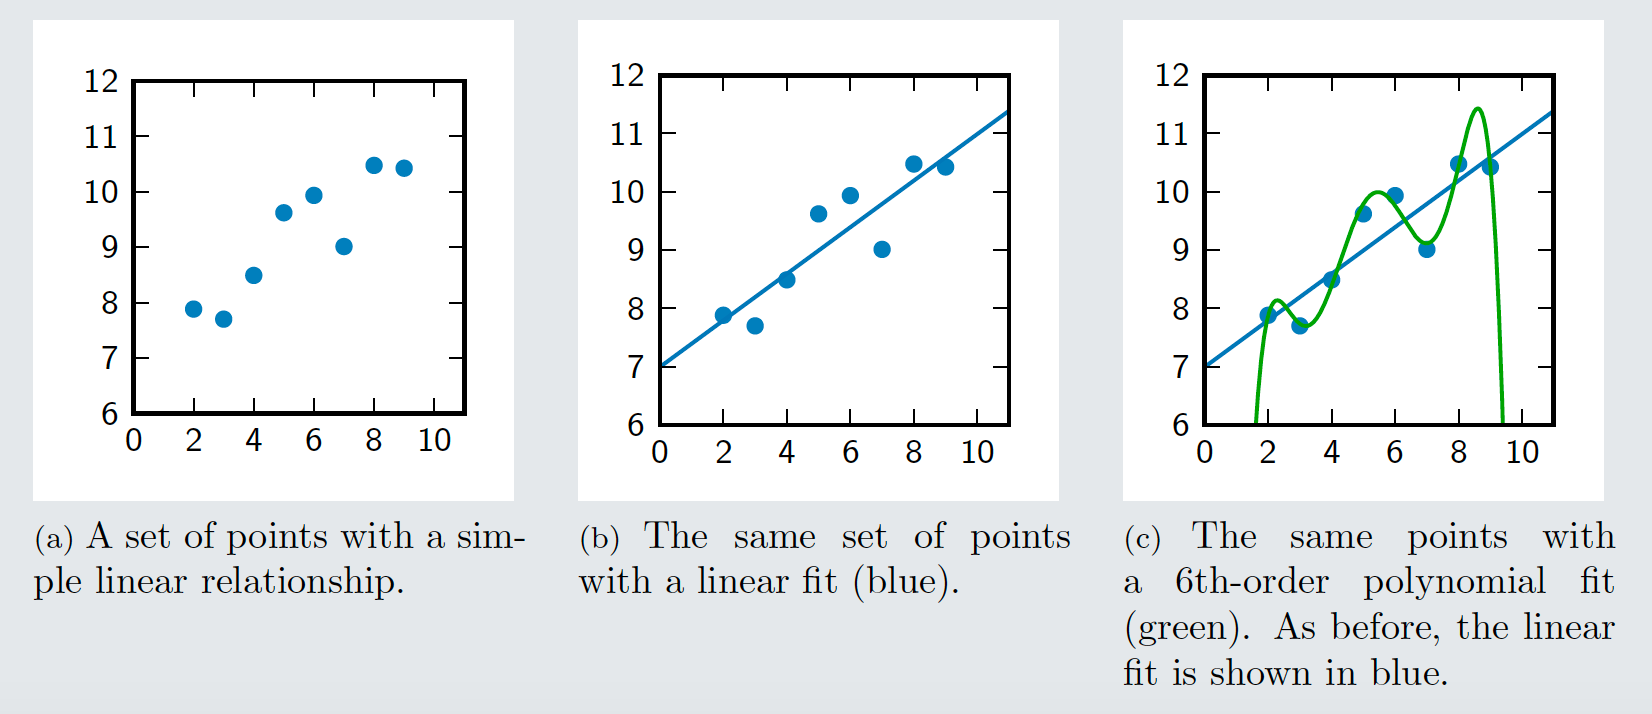 12
11
10
9
8
7
6
0 2 4 6 8 10
12
11
10
9
8
7
6
0 2 4 6 8 10
12
11
10
9
8
7
6
0 2 4 6 8 10
(a) A set of points with a sim-
ple linear relationship.
(b) The same set of points
with a linear fit (blue).
(c) The same points with
a 6th-order polynomial fit
(green). As before, the linear
fit is shown in blue.